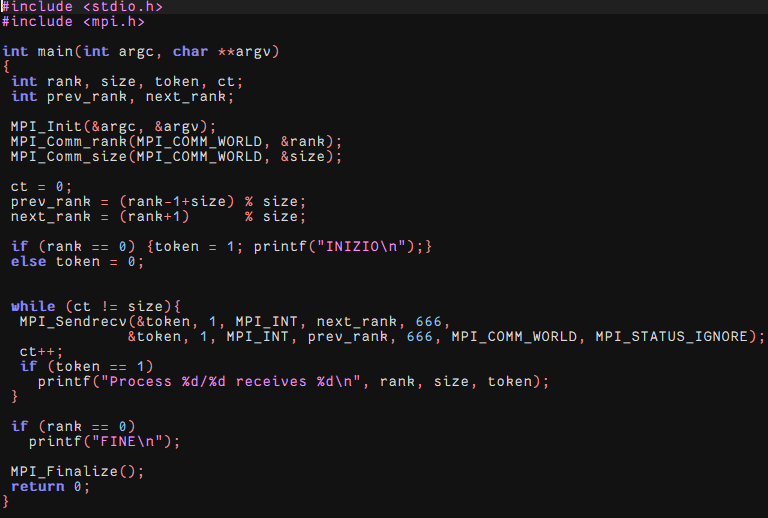 #include <stdio.h>
#include <mpi.h>

int main(int argc, char **argv)
{
 int rank, size, token, ct;
 int prev_rank, next_rank;

 MPI_Init(&argc, &argv);
 MPI_Comm_rank(MPI_COMM_WORLD, &rank);
 MPI_Comm_size(MPI_COMM_WORLD, &size);

 ct = 0;
 prev_rank = (rank-1+size) % size;
 next_rank = (rank+1)      % size;

 if (rank == 0) {token = 1; printf("INIZIO\n");}
 else token = 0;


 while (ct != size){
  MPI_Sendrecv(&token, 1, MPI_INT, next_rank, 666,
              &token, 1, MPI_INT, prev_rank, 666, MPI_COMM_WORLD, MPI_STATUS_IGNORE);
  ct++;
  if (token == 1)
    printf("Process %d/%d receives %d\n", rank, size, token);
 }

 if (rank == 0)
   printf("FINE\n");

 MPI_Finalize();
 return 0;
}